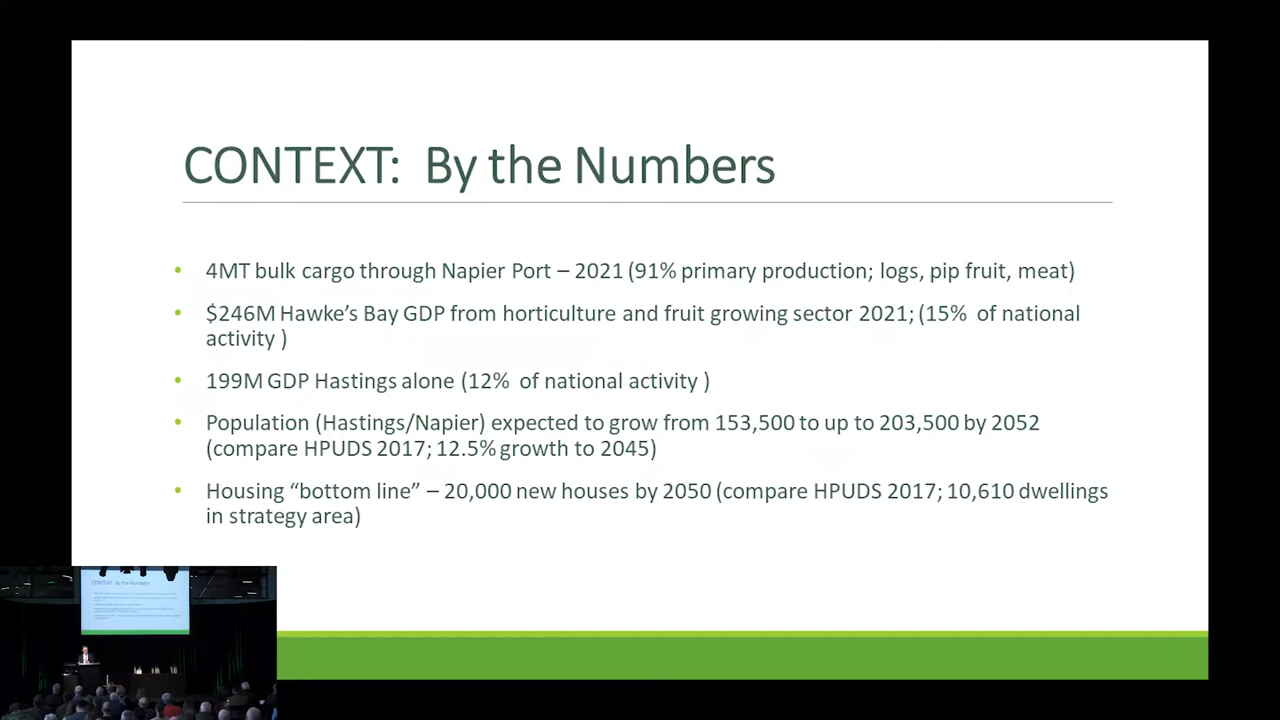 CONTEXT: By the Numbers
• 4MT bulk cargo through Napier Port – 2021 (91% primary production; logs, pip fruit, meat)
• $246M Hawke's Bay GDP from horticulture and fruit growing sector 2021; (15% of national
activity )
• 199M GDP Hastings alone (12% of national activity )
• Population (Hastings/Napier) expected to grow from 153,500 to up to 203,500 by 2052
(compare HPUDS 2017; 12.5% growth to 2045)
• Housing “bottom line” – 20,000 new houses by 2050 (compare HPUDS 2017; 10,610 dwellings
in strategy area)
CONTEXT: By the Numbers